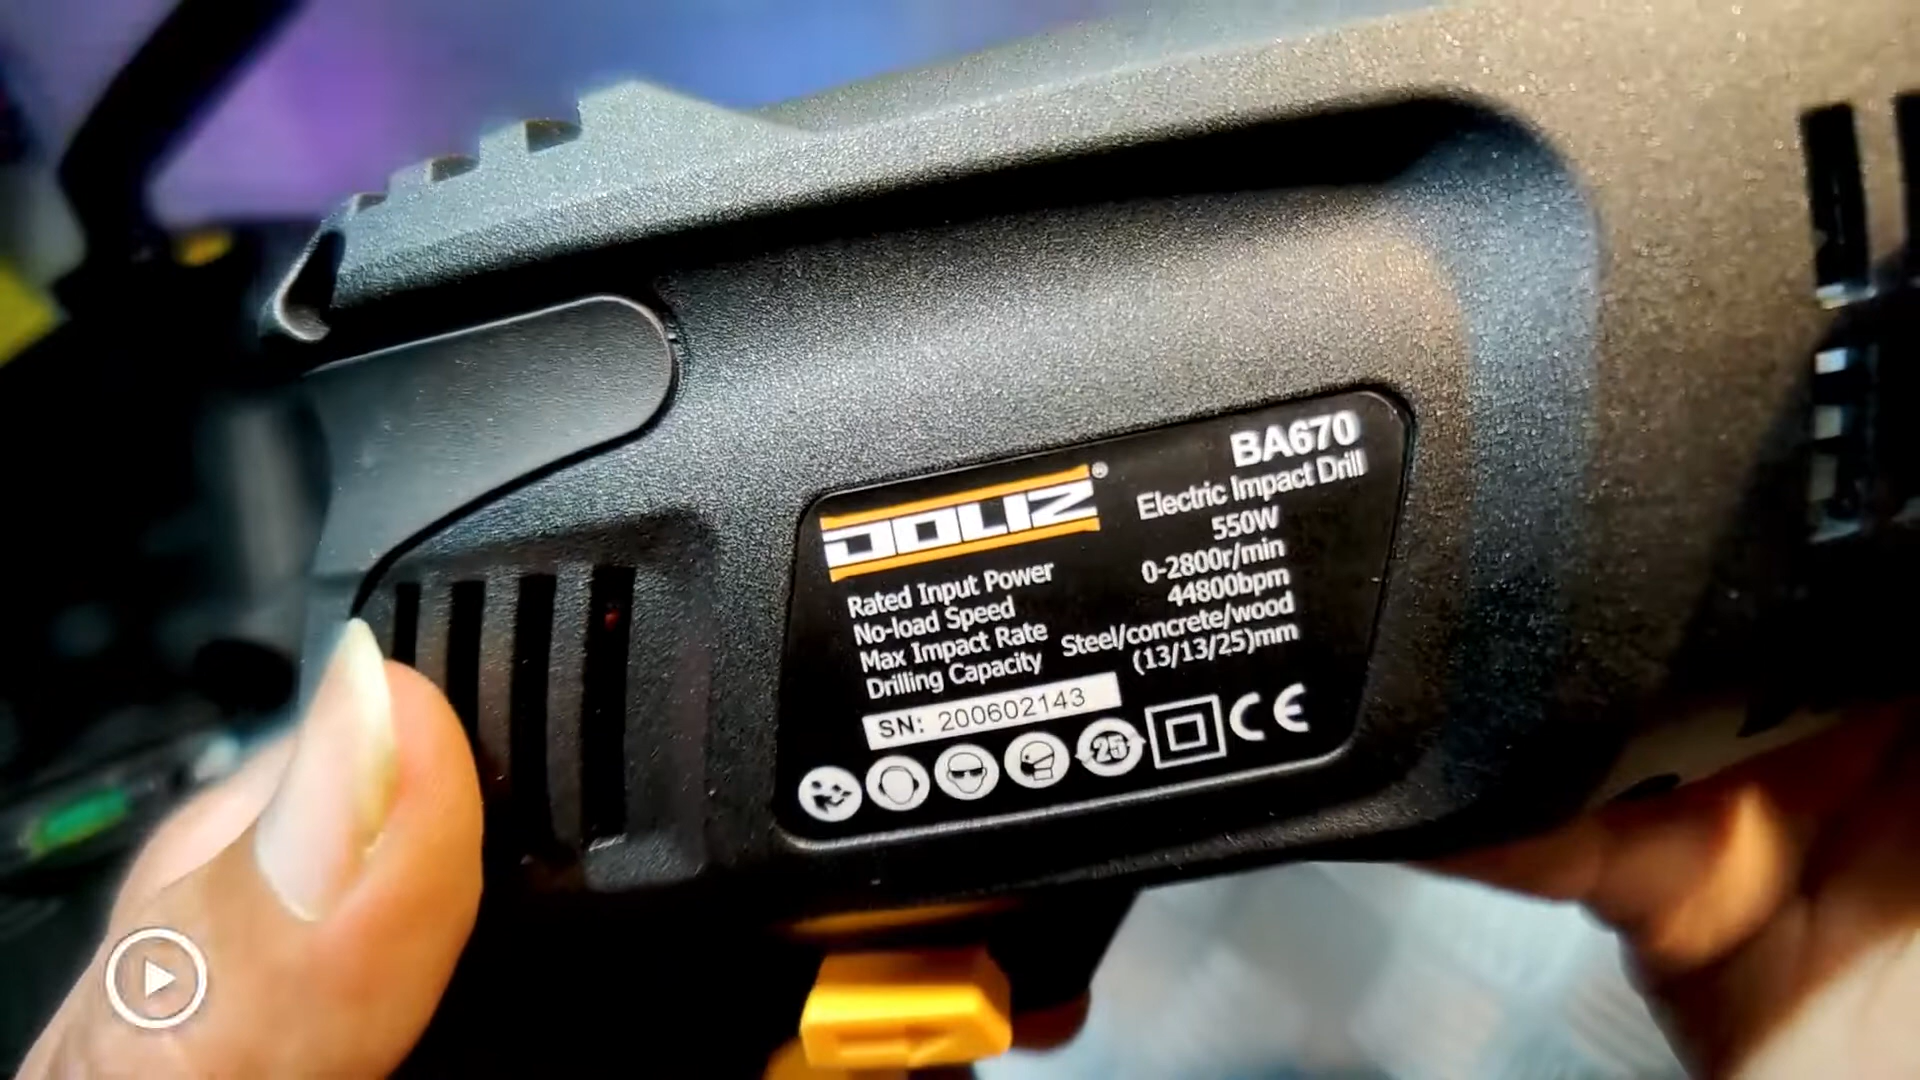 BA670
DOLIZ®
Electric Impact Drill
Rated Input Power 550W
No-load Speed 0-2800r/min
Max Impact Rate 44800bpm
Drilling Capacity Steel/concrete/wood
(13/13/25)mm
SN: 200602143
25
CE